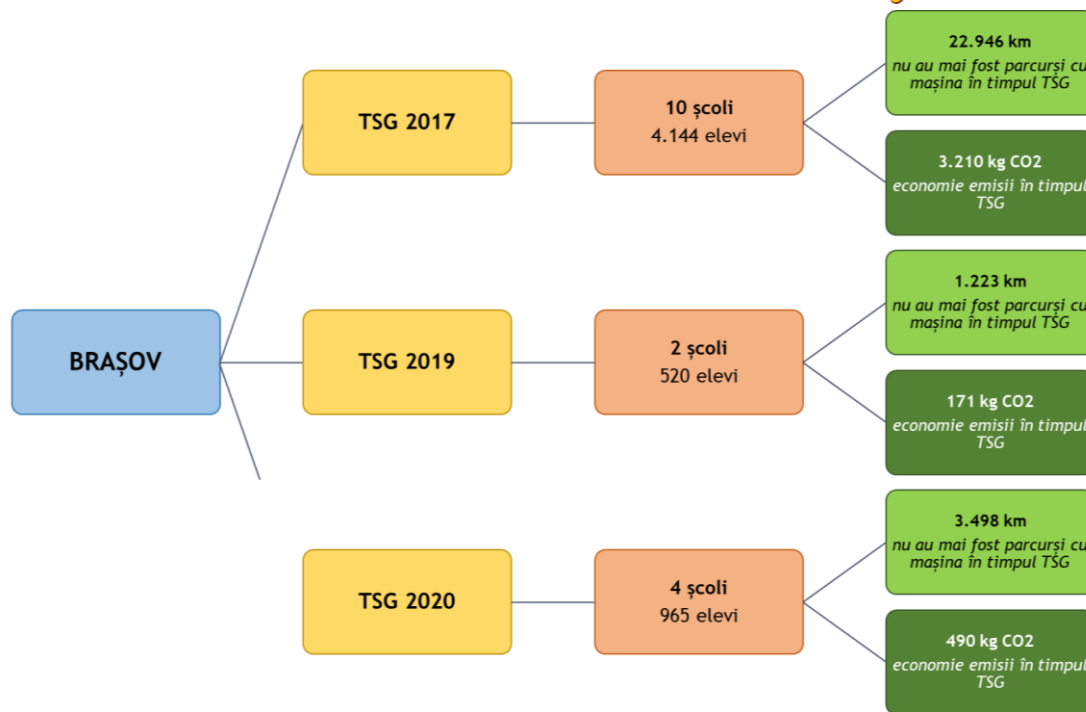 BRAȘOV
TSG 2017
10 școli
4.144 elevi
22.946 km
nu au mai fost parcurși cu
mașina în timpul TSG
3.210 kg CO2
economie emisii în timpul
TSG
TSG 2019
2 școli
520 elevi
1.223 km
nu au mai fost parcurși cu
mașina în timpul TSG
171 kg CO2
economie emisii în timpul
TSG
TSG 2020
4 școli
965 elevi
3.498 km
nu au mai fost parcurși cu
mașina în timpul TSG
490 kg CO2
economie emisii în timpul
TSG